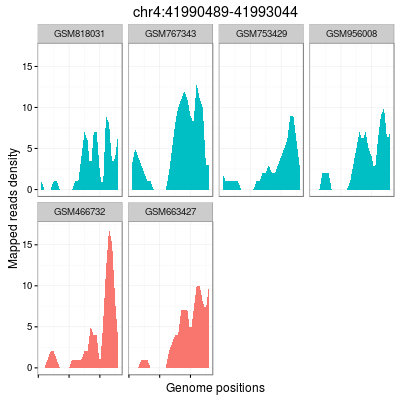 chr4:41990489-41993044
GSM818031 GSM767343 GSM753429 GSM956008
15
10
5
0
GSM466732 GSM663427
15
10
5
0
Mapped reads density
Genome positions